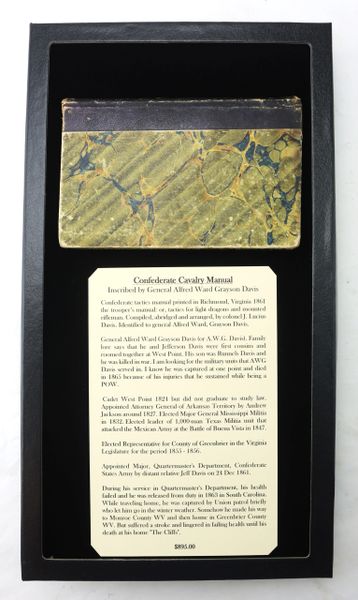 Confederate Cavalry Manual
Inscribed by General Alfred Ward Grayson Davis
Confederate tactics manual printed in Richmond, Virginia 1861
the trooper's manual: or, tactics for light dragoons and mounted
rifleman. Compiled, abridged and arranged, by colonel J. Lucius
Davis. Identified to general Alfred Ward, Grayson, Davis.
General Alfred Ward Grayson Davis for A.W.G. Davis). Family
lore says that he and Jefferson Davis were first cousins and
roomed together at West Point. His son was Runnels Davis and
he was killed in war. I am looking for the military units that AWG
Davis served in. I know he was captured at one point and died
in 1865 because of his injuries that he sustained while being a
POW.
Cadet West Point 1824 but did not graduate to study law.
Appointed Attorney General of Arkansas Territory by Andrew
Jackson around 1827. Elected Major General Mississippi Militia
in 1832. Elected leader of 1,000-man Texas Militia unit that
attacked the Mexican Army at the Battle of Buena Vista in 1847.
Elected Representative for County of Greenbrier in the Virginia
Legislature for the period 1855 - 1856.
Appointed Major, Quartermaster's Department, Confederate
States Army by distant relative Jeff Davis on 24 Dec 1861.
During his service in Quartermaster's Department, his health
failed and he was released from duty in 1863 in South Carolina.
While traveling home, he was captured by Union patrol briefly
who let him go in the winter weather. Somehow he made his way
to Monroe County WV and then home in Greenbrier County
WV. But suffered a stroke and lingered in failing health until his
death at his home "The Cliffs".
$895.00